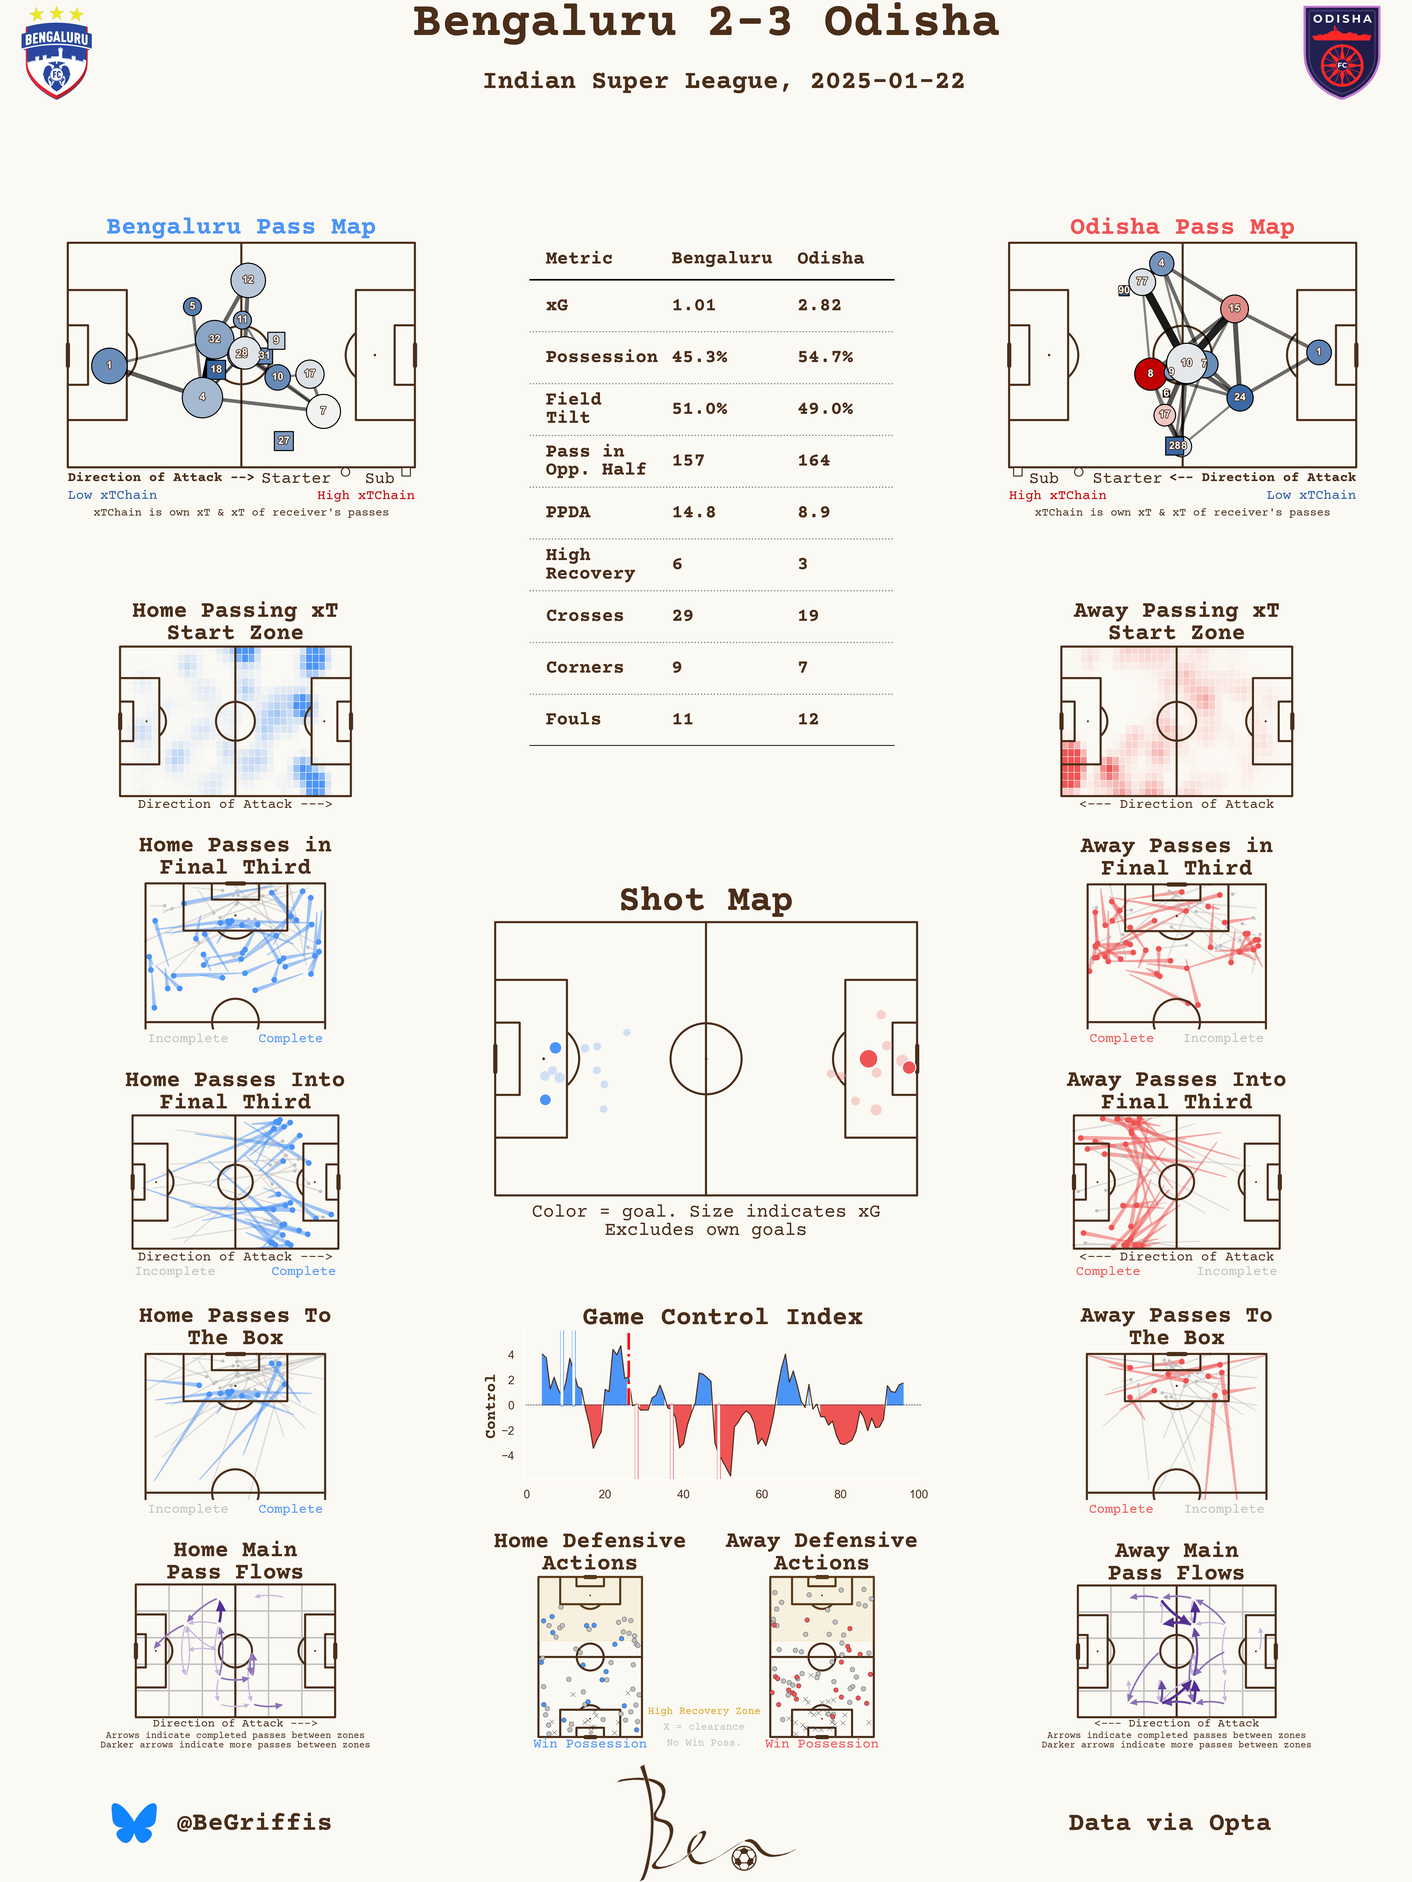 Bengaluru 2-3 Odisha
Indian Super League, 2025-01-22
BENGALURU
FC
ODISHA
FC
Bengaluru Pass Map
12
5
11
32
9
28
31
1
18
10
17
4
7
27
Direction of Attack --> Starter Sub
Low xTChain High xTChain
xTChain is own xT & xT of receiver's passes
Metric Bengaluru Odisha
xG 1.01 2.82
Possession 45.3% 54.7%
Field
Tilt 51.0% 49.0%
Pass in
Opp. Half 157 164
PPDA 14.8 8.9
High
Recovery 6 3
Crosses 29 19
Corners 9 7
Fouls 11 12
Odisha Pass Map
4
77
90
15
1
10
7
8
9
6
24
17
28
Sub Starter <-- Direction of Attack
High xTChain Low xTChain
xTChain is own xT & xT of receiver's passes
Home Passing xT
Start Zone
Direction of Attack --->
Away Passing xT
Start Zone
<--- Direction of Attack
Home Passes in
Final Third
Incomplete Complete
Away Passes in
Final Third
Complete Incomplete
Shot Map
Color = goal. Size indicates xG
Excludes own goals
Home Passes Into
Final Third
Direction of Attack --->
Incomplete Complete
Away Passes Into
Final Third
<--- Direction of Attack
Complete Incomplete
Home Passes To
The Box
Incomplete Complete
Game Control Index
Control
4
2
0
−2
−4
0 20 40 60 80 100
Away Passes To
The Box
Complete Incomplete
Home Main
Pass Flows
Direction of Attack --->
Arrows indicate completed passes between zones
Darker arrows indicate more passes between zones
Home Defensive
Actions
Win Possession
High Recovery Zone
X = clearance
No Win Poss.
Away Defensive
Actions
Win Possession
Away Main
Pass Flows
<--- Direction of Attack
Arrows indicate completed passes between zones
Darker arrows indicate more passes between zones
@BeGriffis
Ben
Data via Opta